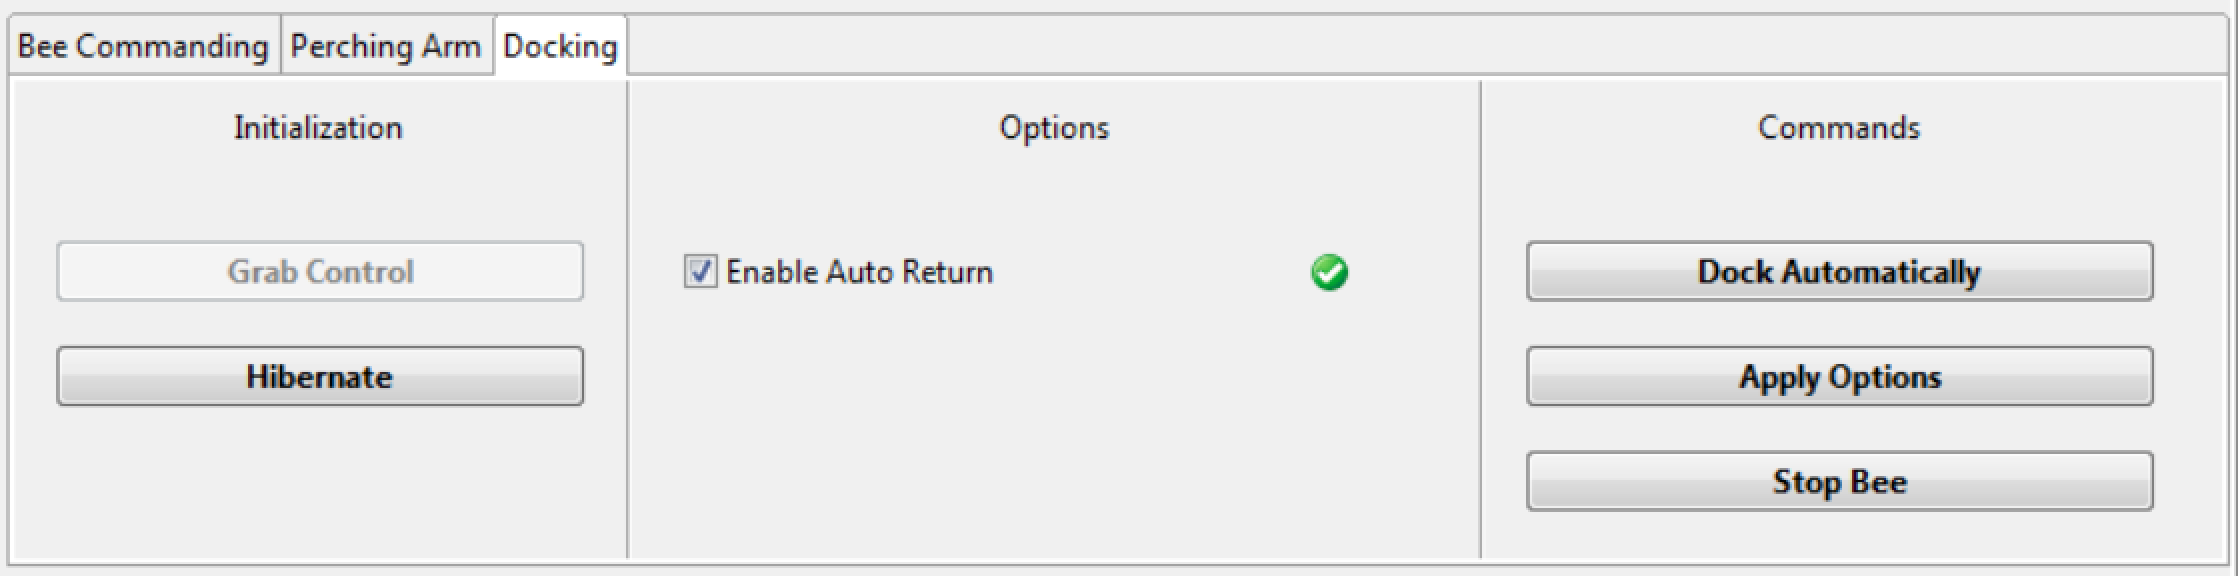 Bee Commanding Perching Arm Docking
Initialization
Grab Control
Hibernate
Options
Enable Auto Return
Commands
Dock Automatically
Apply Options
Stop Bee